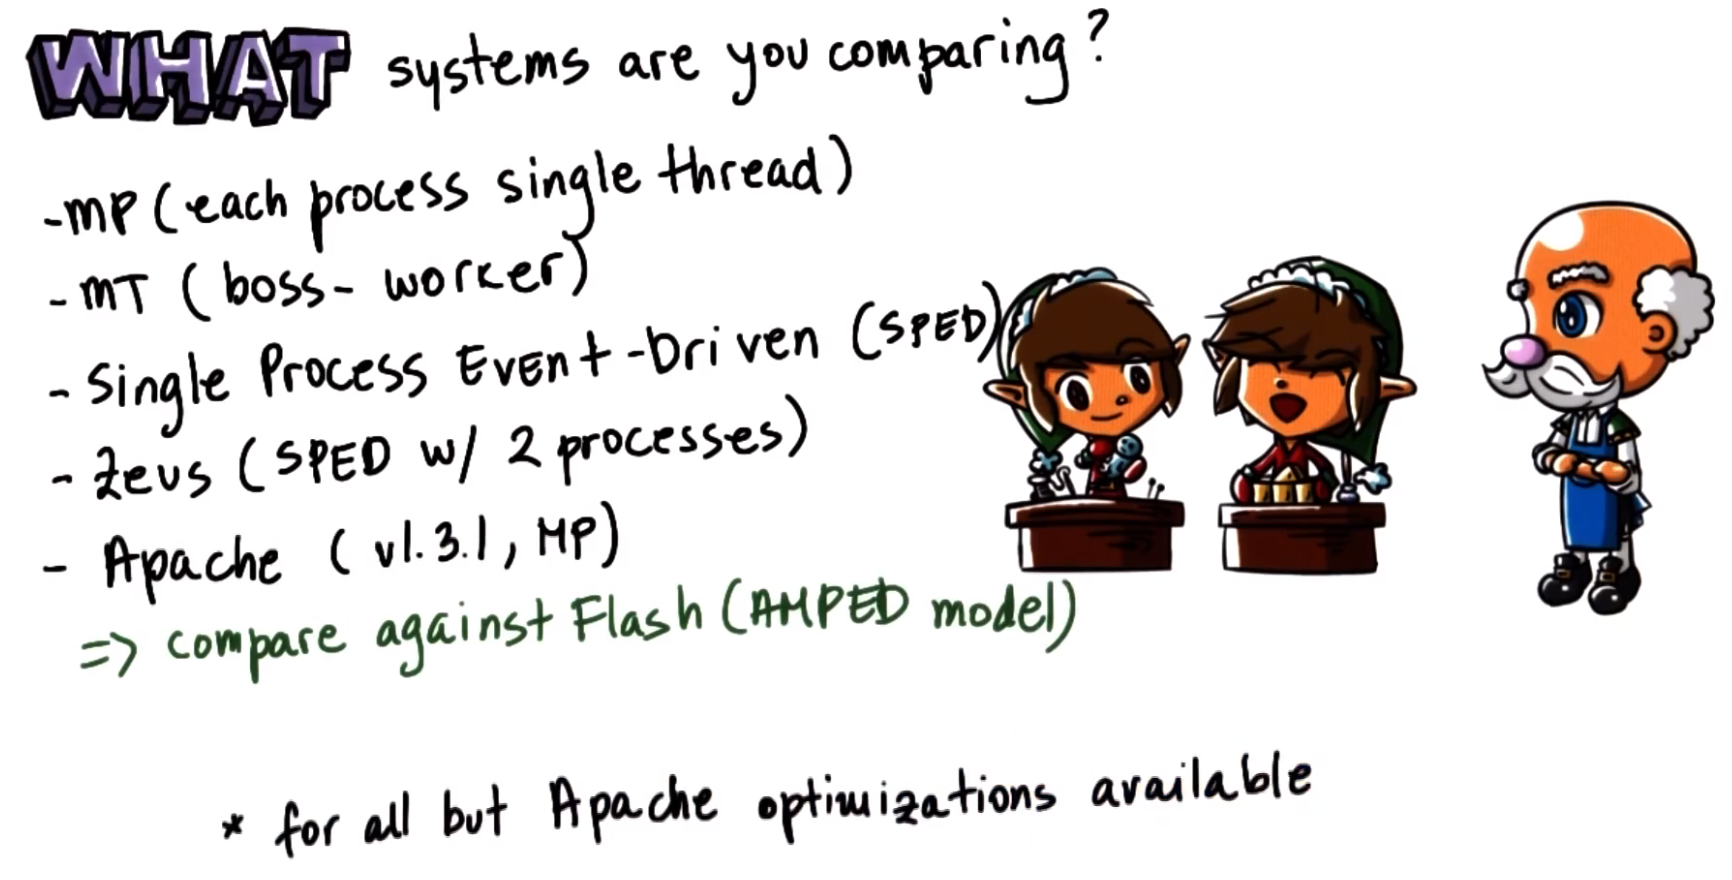 WHAT systems are you comparing?
- MP (each process single thread)
- MT (boss-worker)
- Single Process Event-Driven (SPED)
- Zeus (SPED w/ 2 processes)
- Apache (v1.3.1, MP)
=> compare against Flash (AMPED model)
* for all but Apache optimizations available